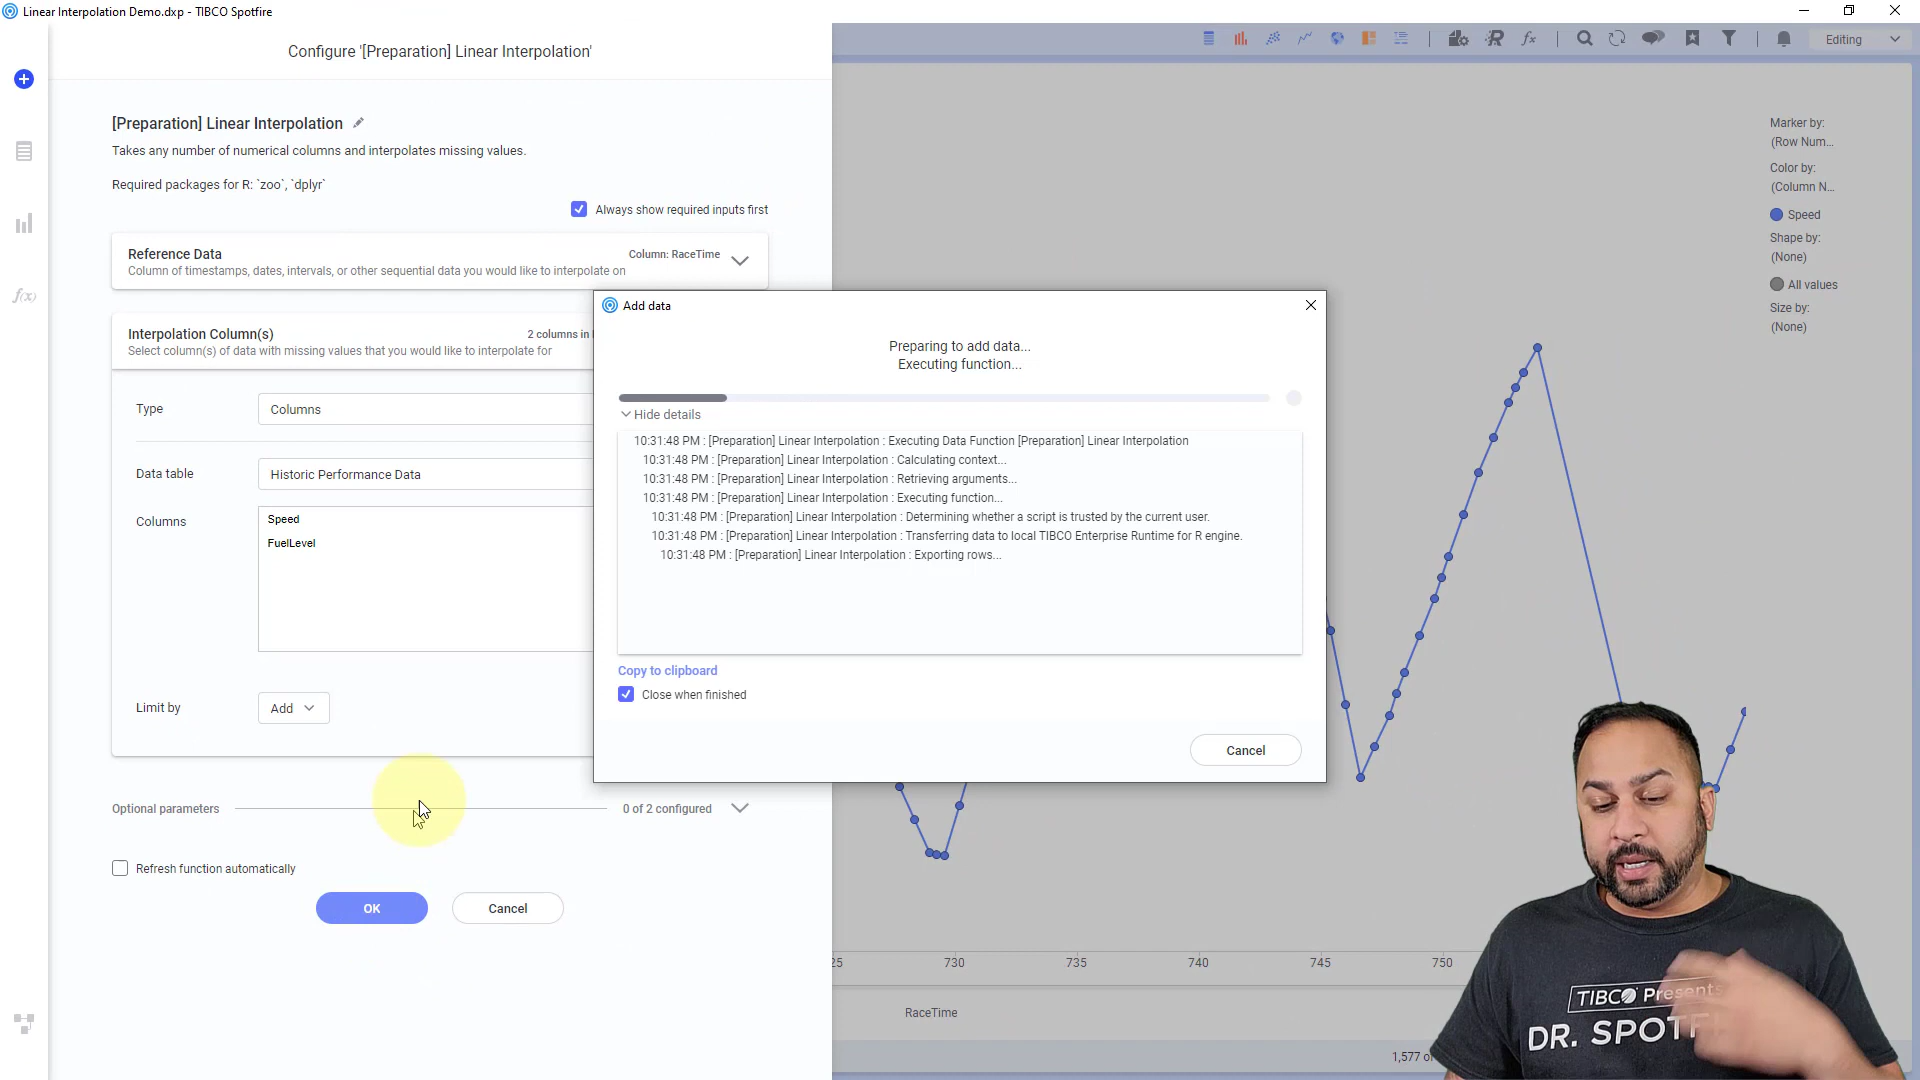 Linear Interpolation Demo.dxp - TIBCO Spotfire
Configure '[Preparation] Linear Interpolation'
Editing
[Preparation] Linear Interpolation
Takes any number of numerical columns and interpolates missing values.
Required packages for R: `zoo`, `dplyr`
Always show required inputs first
Reference Data
Column: RaceTime
Column of timestamps, dates, intervals, or other sequential data you would like to interpolate on
Interpolation Column(s)
2 columns in
Select column(s) of data with missing values that you would like to interpolate for
Type
Columns
Data table
Historic Performance Data
Columns
Speed
FuelLevel
Limit by
Add
Optional parameters
0 of 2 configured
Refresh function automatically
OK
Cancel
f(x)
Add data
Preparing to add data...
Executing function...
Hide details
10:31:48 PM : [Preparation] Linear Interpolation : Executing Data Function [Preparation] Linear Interpolation
10:31:48 PM : [Preparation] Linear Interpolation : Calculating context...
10:31:48 PM : [Preparation] Linear Interpolation : Retrieving arguments...
10:31:48 PM : [Preparation] Linear Interpolation : Executing function...
10:31:48 PM : [Preparation] Linear Interpolation : Determining whether a script is trusted by the current user.
10:31:48 PM : [Preparation] Linear Interpolation : Transferring data to local TIBCO Enterprise Runtime for R engine.
10:31:48 PM : [Preparation] Linear Interpolation : Exporting rows...
Copy to clipboard
Close when finished
Cancel
Marker by:
(Row Num...
Color by:
(Column N...
Speed
Shape by:
(None)
All values
Size by:
(None)
25 730 735 740 745 750
RaceTime
1,577
TIBCO Presents
DR. SPOTF